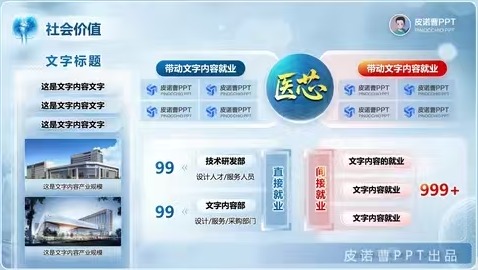 社会价值
皮诺曹PPT
PINOCCHIO.PPT
文字标题
这是文字内容文字
这是文字内容文字
这是文字内容文字
这是文字内容产业规模
这是文字内容产业规模
带动文字内容就业
皮诺曹PPT
皮诺曹PPT
皮诺曹PPT
皮诺曹PPT
医芯
带动文字内容就业
皮诺曹PPT
皮诺曹PPT
皮诺曹PPT
皮诺曹PPT
99
技术研发部
设计人才/服务人员
99
文字内容部
设计/服务/采购部门
直接就业
间接就业
文字内容的就业
文字内容就业
文字内容就业
999+
皮诺曹PPT出品